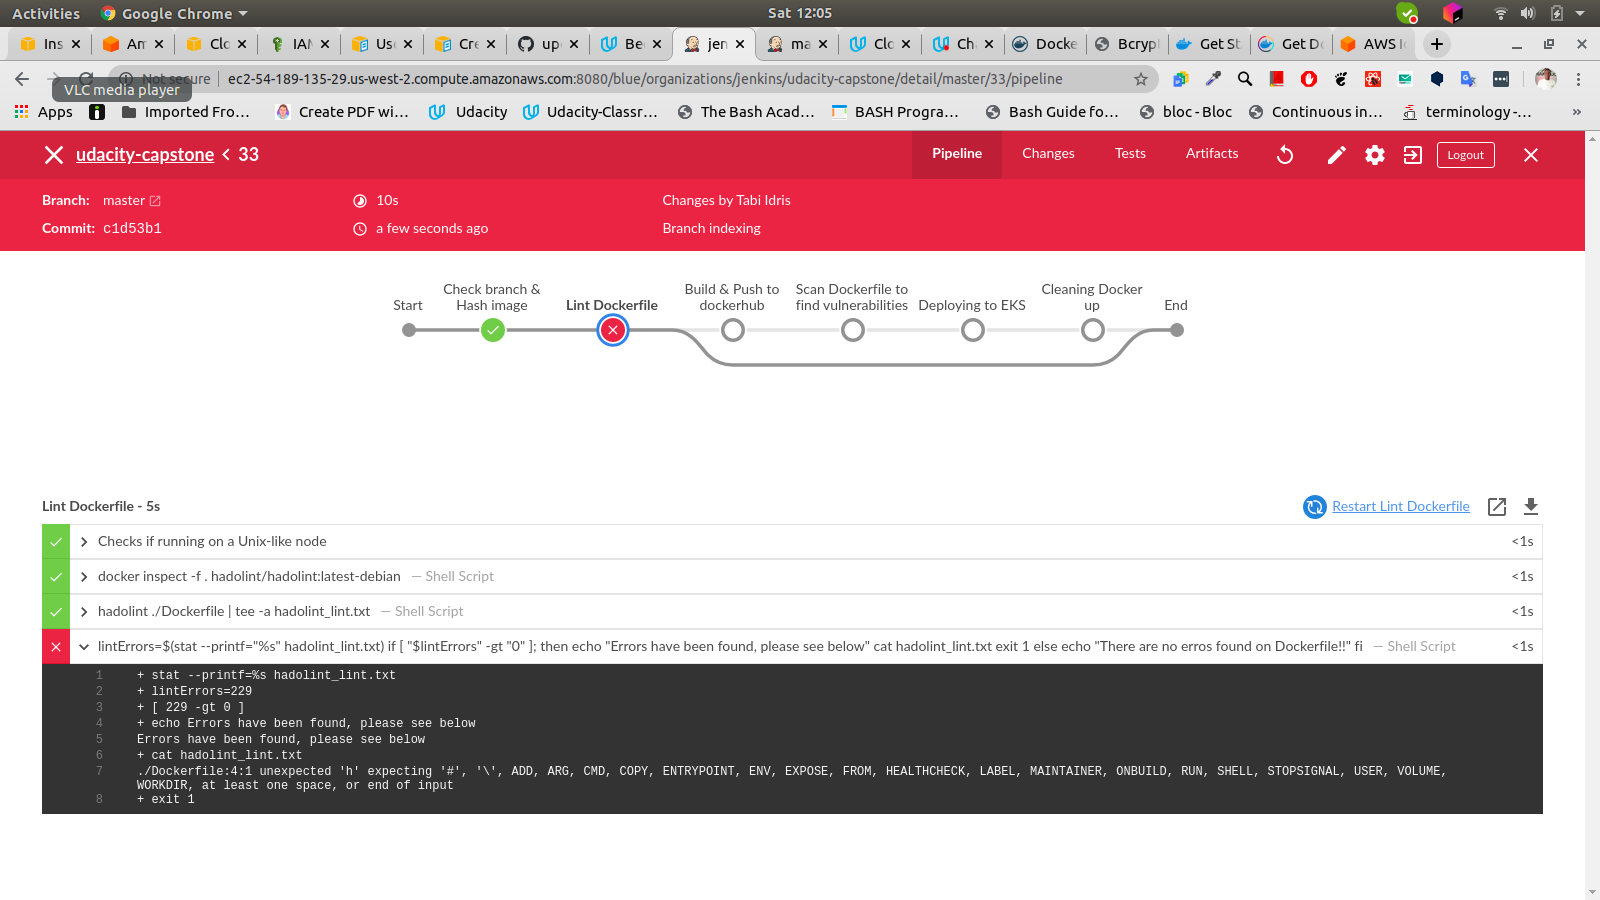 Activities Google Chrome Sat 12:05
Ins Am Clo IAM Use Cre upo Bee jen ma Clo Cha Docke Bcryp Get St Get Do AWS
Not secure ec2-54-189-135-29.us-west-2.compute.amazonaws.com:8080/blue/organizations/jenkins/udacity-capstone/detail/master/33/pipeline
VLC media player
Apps Imported Fro... Create PDF wi... Udacity Udacity-Classr... The Bash Acad... BASH Progra... Bash Guide fo... bloc - Bloc Continuous in... terminology -... »
udacity-capstone < 33 Pipeline Changes Tests Artifacts Logout
Branch: master 10s Changes by Tabi Idris
Commit: c1d53b1 a few seconds ago Branch indexing
Start Check branch & Hash image Lint Dockerfile Build & Push to dockerhub Scan Dockerfile to find vulnerabilities Deploying to EKS Cleaning Docker up End
Lint Dockerfile - 5s Restart Lint Dockerfile
Checks if running on a Unix-like node <1s
docker inspect -f . hadolint/hadolint:latest-debian — Shell Script <1s
hadolint ./Dockerfile | tee -a hadolint_lint.txt — Shell Script <1s
lintErrors=$(stat --printf="%s" hadolint_lint.txt) if [ "$lintErrors" -gt "0" ]; then echo "Errors have been found, please see below" cat hadolint_lint.txt exit 1 else echo "There are no erros found on Dockerfile!!" fi — Shell Script <1s
1 + stat --printf=%s hadolint_lint.txt
2 + lintErrors=229
3 + [ 229 -gt 0 ]
4 + echo Errors have been found, please see below
5 Errors have been found, please see below
6 + cat hadolint_lint.txt
7 ./Dockerfile:4:1 unexpected 'h' expecting '#', '\', ADD, ARG, CMD, COPY, ENTRYPOINT, ENV, EXPOSE, FROM, HEALTHCHECK, LABEL, MAINTAINER, ONBUILD, RUN, SHELL, STOPSIGNAL, USER, VOLUME,
WORKDIR, at least one space, or end of input
8 + exit 1